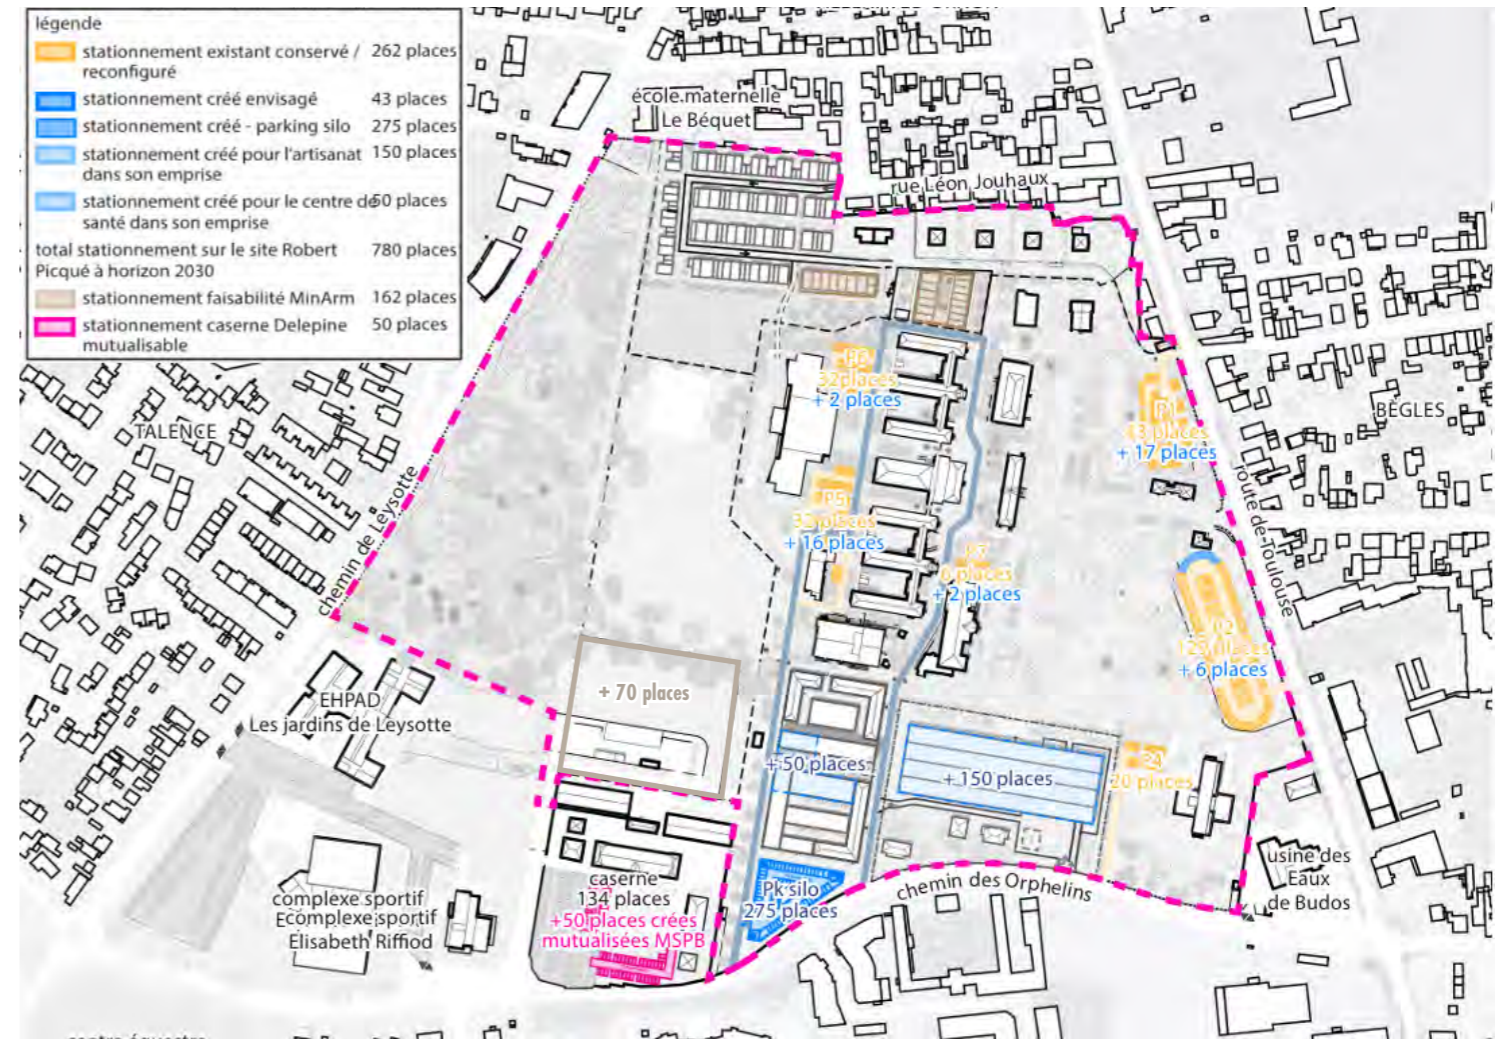 légende
stationnement existant conservé / 262 places
reconfiguré
stationnement créé envisagé 43 places
stationnement créé - parking silo 275 places
stationnement créé pour l'artisanat 150 places
dans son emprise
stationnement créé pour le centre de 50 places
santé dans son emprise
total stationnement sur le site Robert 780 places
Picqué à horizon 2030
stationnement faisabilité MinArm 162 places
stationnement caserne Delepine 50 places
mutualisable
école maternelle
Le Béquet
rue Léon Jouhaux
P6
32 places
+ 2 places
P1
places
+ 17 places
BÈGLES
TALENCE
chemin de Leysotte
route de Toulouse
P5
places
+ 16 places
6 places
+ 2 places
P2
places
+ 6 places
+ 70 places
EHPAD
Les jardins de Leysotte
+ 50 places
+ 150 places
P4
20 places
usine des
Eaux
de Budos
chemin des Orphelins
Pk silo
275 places
caserne
134 places
+50 places crées
mutualisées MSPB
complexe sportif
Ecomplexe sportif
Elisabeth Riffiod